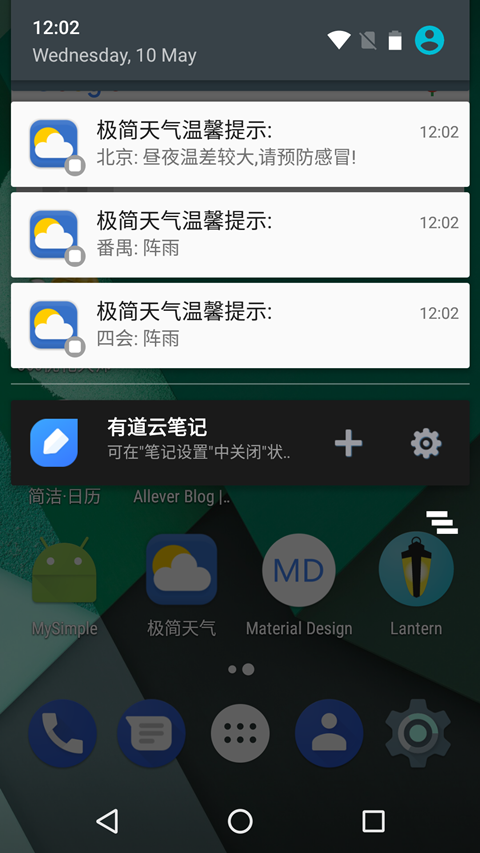 12:02
Wednesday, 10 May
极简天气温馨提示:
12:02
北京: 昼夜温差较大,请预防感冒!
极简天气温馨提示:
12:02
番禺: 阵雨
极简天气温馨提示:
12:02
四会: 阵雨
有道云笔记
可在"笔记设置"中关闭"状..
简洁·日历
Allever Blog |..
MySimple
极简天气
MD
Material Design
Lantern